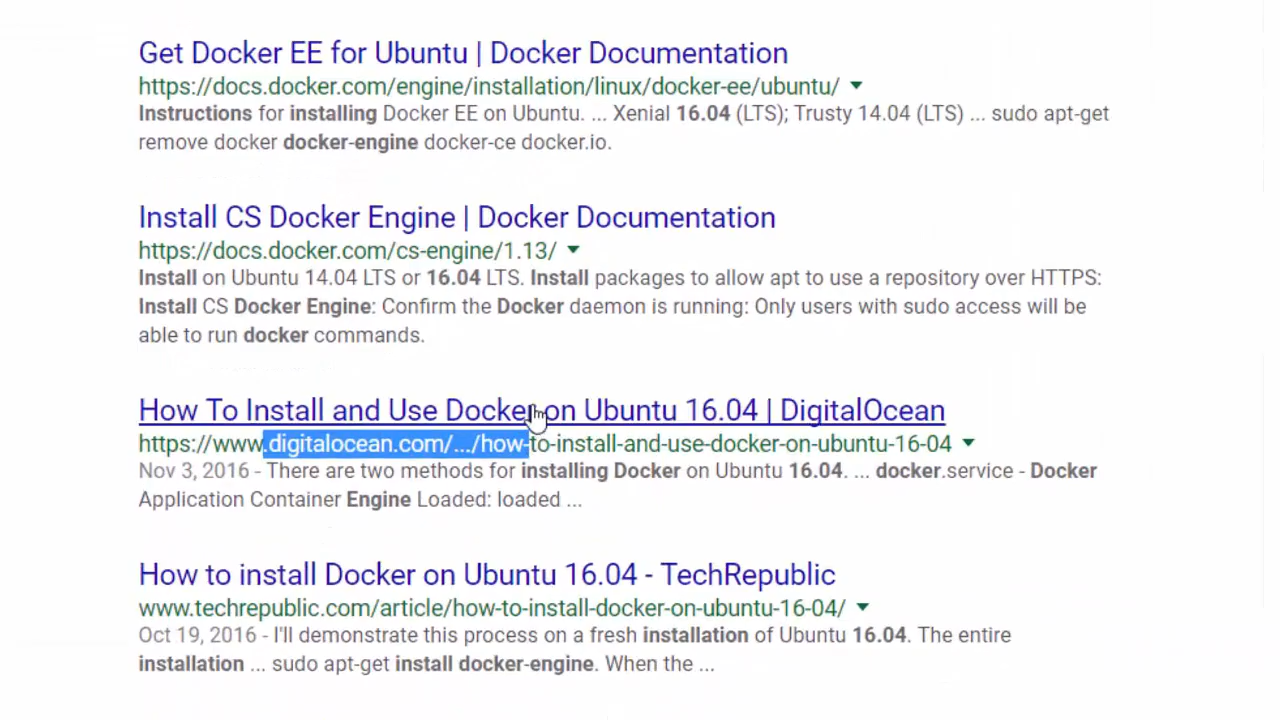 Get Docker EE for Ubuntu | Docker Documentation
https://docs.docker.com/engine/installation/linux/docker-ee/ubuntu/
Instructions for installing Docker EE on Ubuntu. ... Xenial 16.04 (LTS); Trusty 14.04 (LTS) ... sudo apt-get
remove docker docker-engine docker-ce docker.io.
Install CS Docker Engine | Docker Documentation
https://docs.docker.com/cs-engine/1.13/
Install on Ubuntu 14.04 LTS or 16.04 LTS. Install packages to allow apt to use a repository over HTTPS:
Install CS Docker Engine: Confirm the Docker daemon is running: Only users with sudo access will be
able to run docker commands.
How To Install and Use Docker on Ubuntu 16.04 | DigitalOcean
https://www.digitalocean.com/.../how-to-install-and-use-docker-on-ubuntu-16-04
Nov 3, 2016 - There are two methods for installing Docker on Ubuntu 16.04. ... docker.service - Docker
Application Container Engine Loaded: loaded ...
How to install Docker on Ubuntu 16.04 - TechRepublic
www.techrepublic.com/article/how-to-install-docker-on-ubuntu-16-04/
Oct 19, 2016 - I'll demonstrate this process on a fresh installation of Ubuntu 16.04. The entire
installation ... sudo apt-get install docker-engine. When the ...